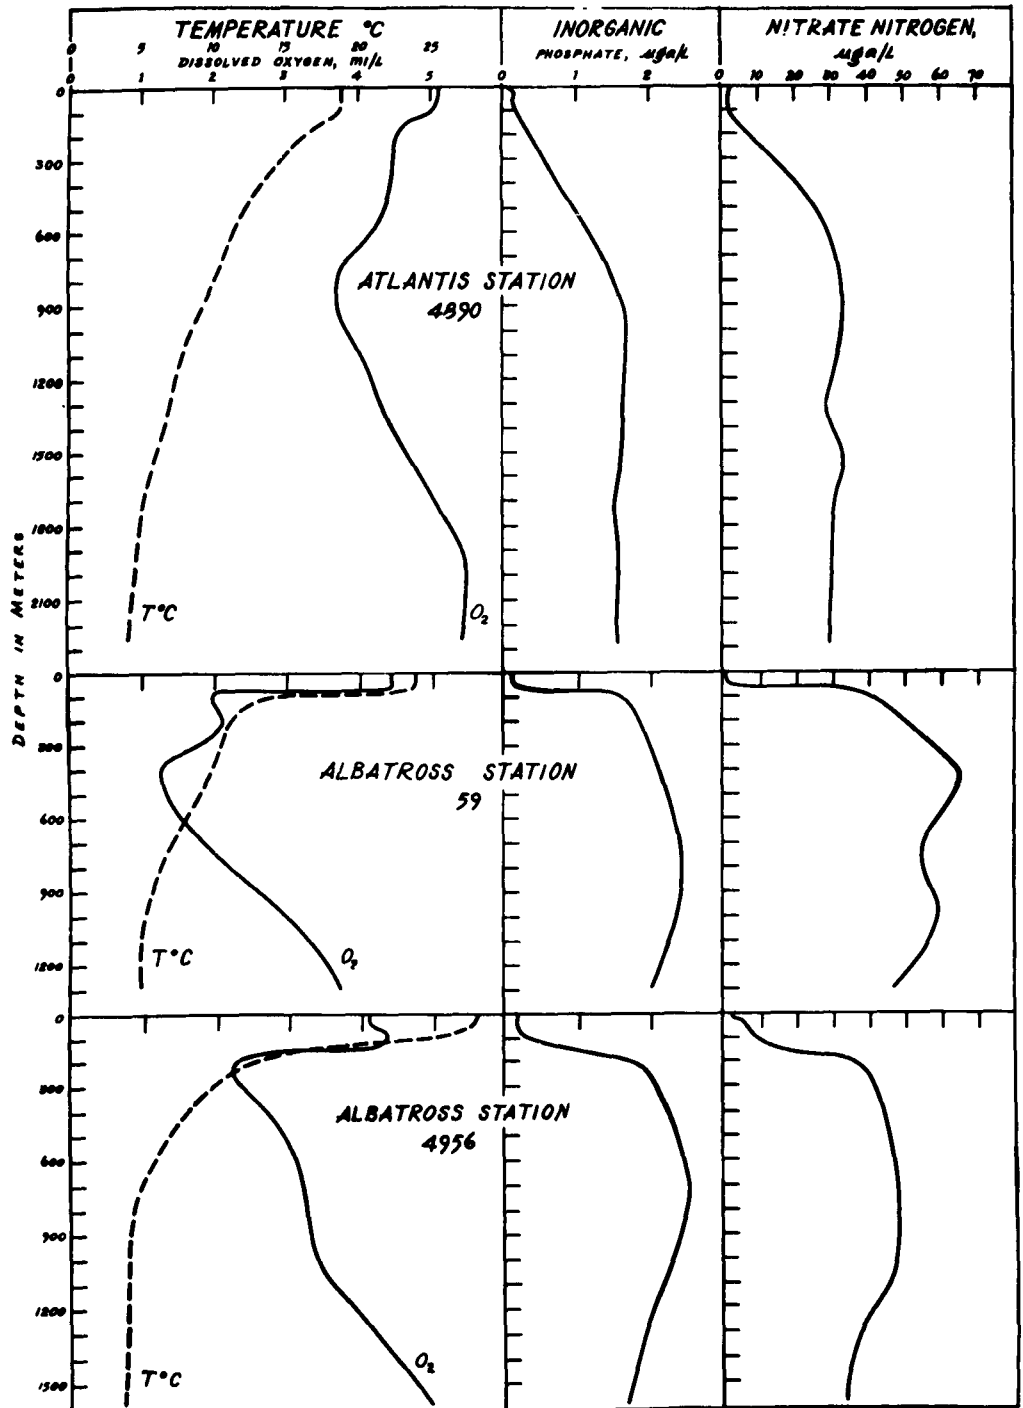 TEMPERATURE °C
0 5 10 15 20 25
DISSOLVED OXYGEN, ml/L
0 1 2 3 4 5
INORGANIC
PHOSPHATE, µga/L
0 1 2
NITRATE NITROGEN,
µga/L
0 10 20 30 40 50 60 70
DEPTH IN METERS
0
300
600
900
1200
1500
1800
2100
ATLANTIS STATION
4890
T°C
O₂
0
300
600
900
1200
ALBATROSS STATION
59
T°C
O₂
0
300
600
900
1200
1500
ALBATROSS STATION
4956
T°C
O₂